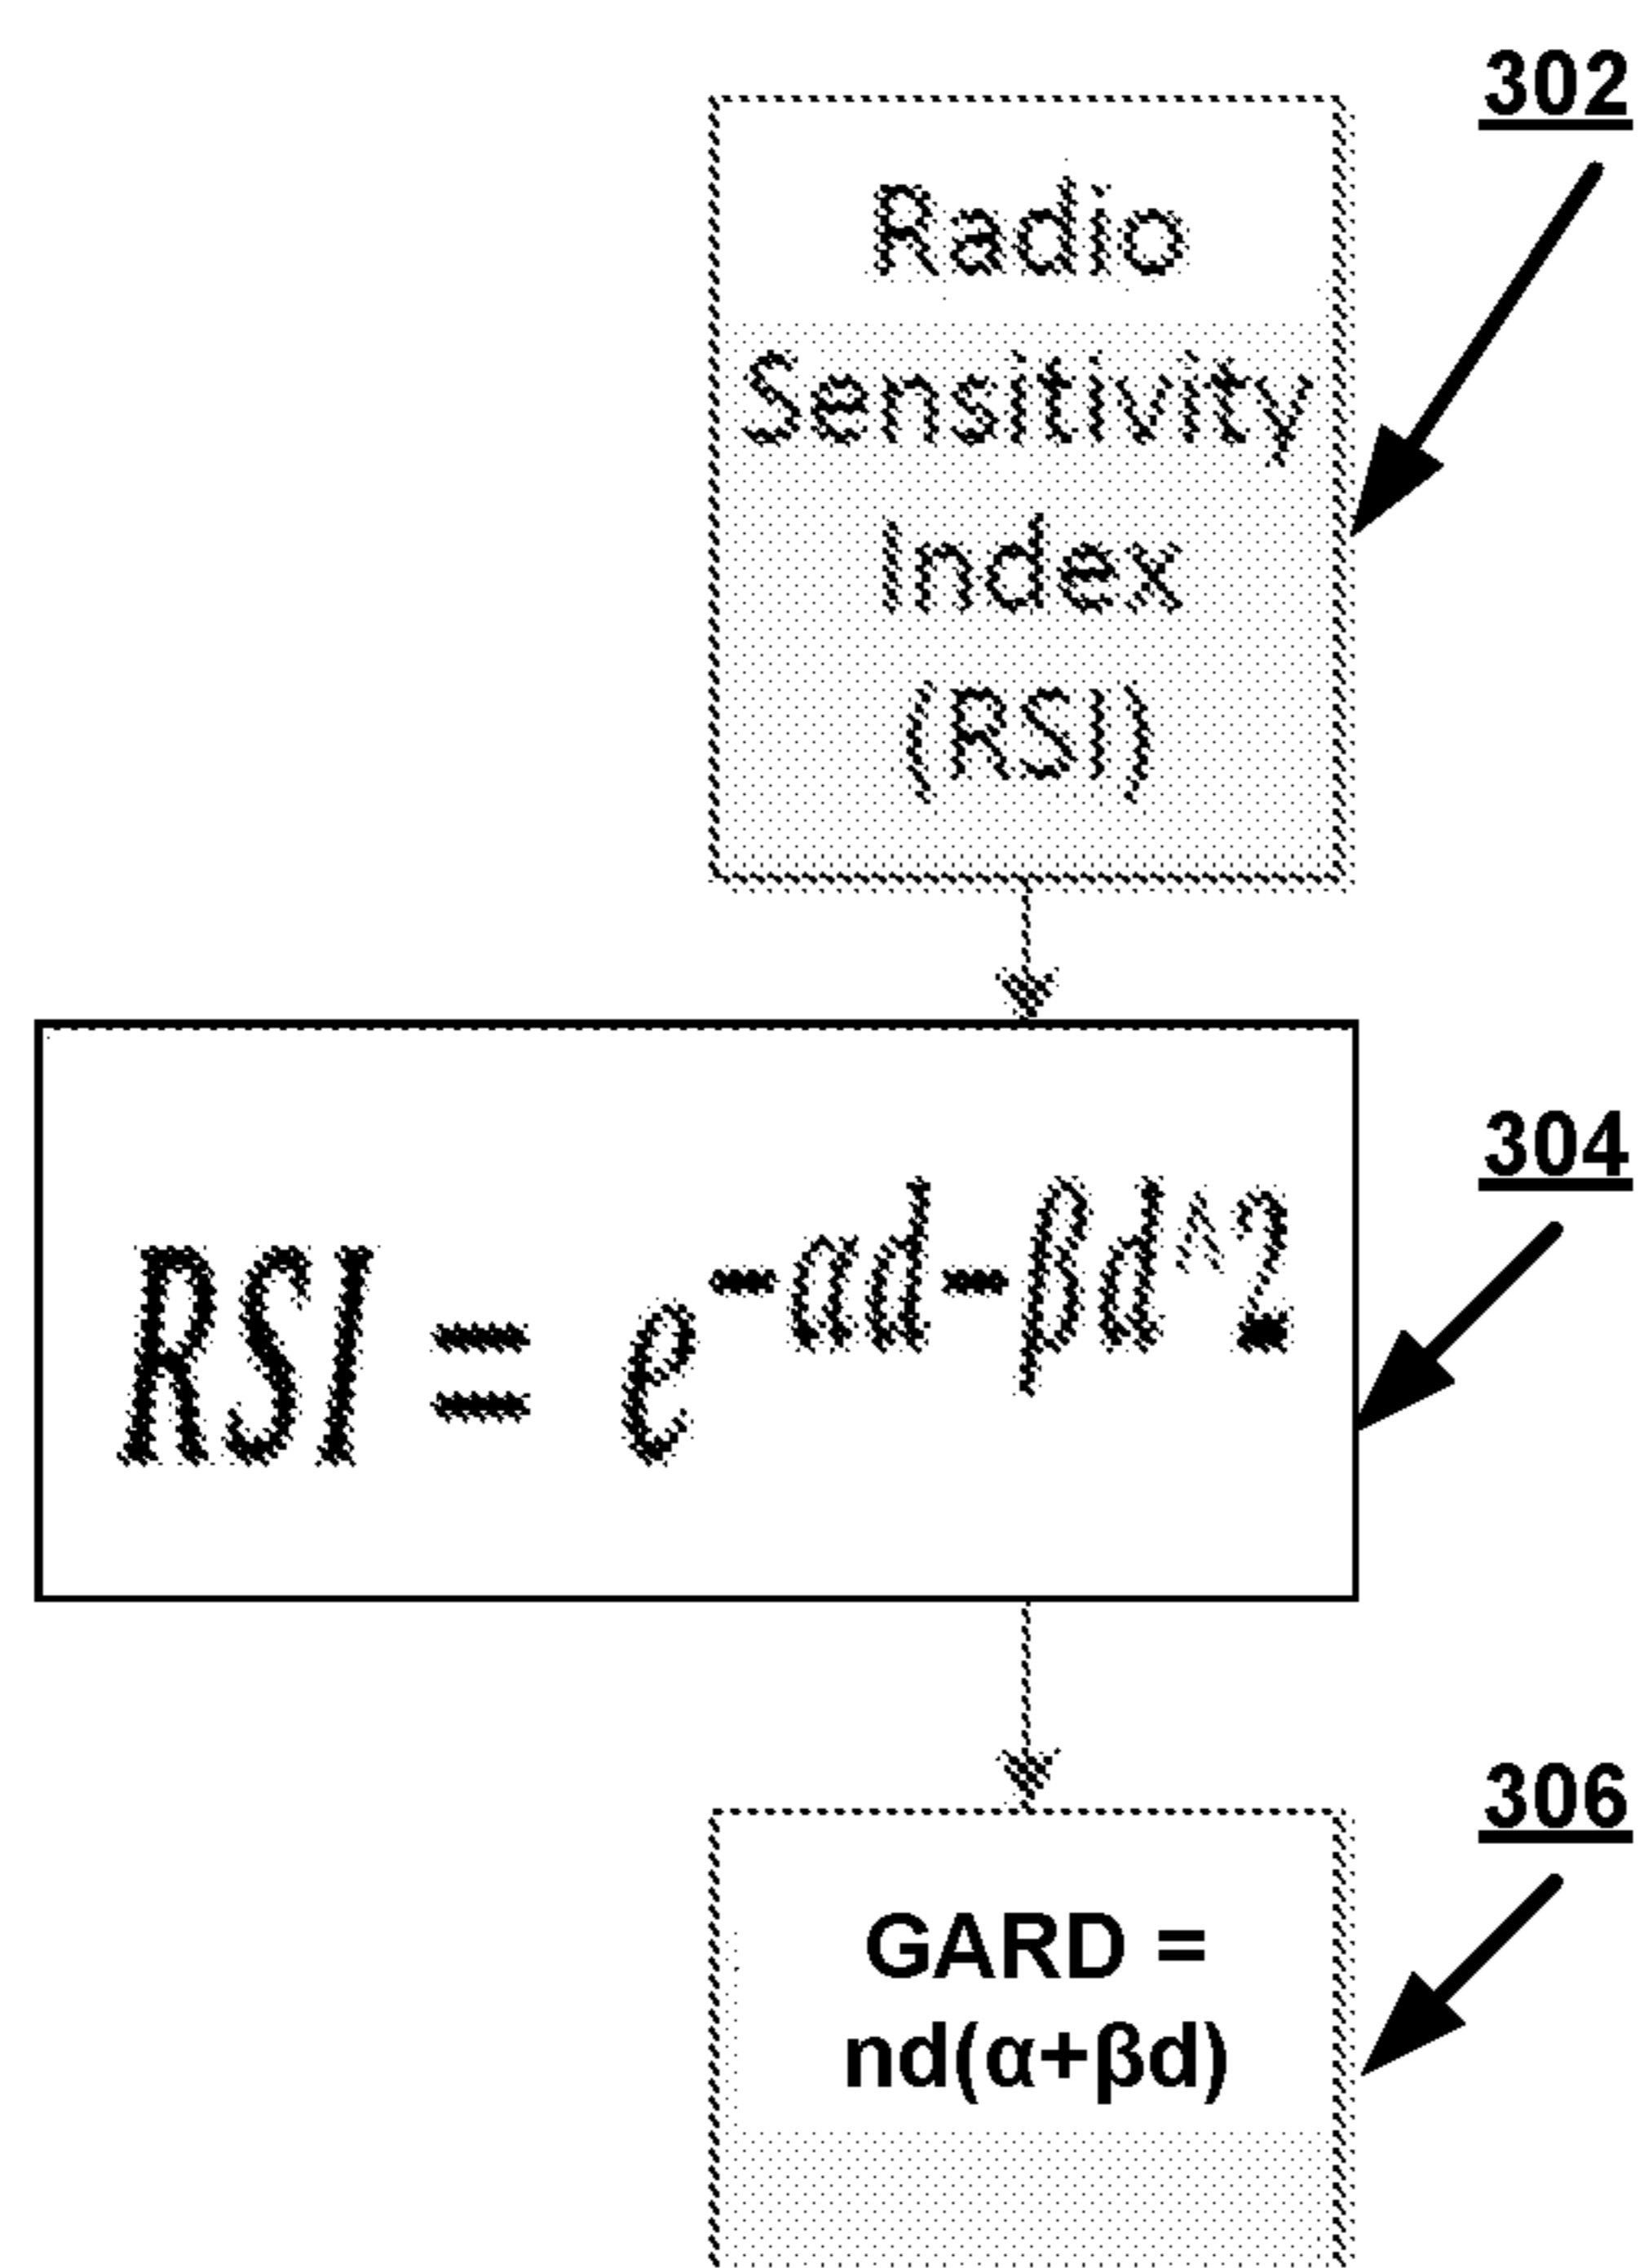 302
Radio
Sensitivity
Index
(RSI)
304
RSI = e^-αd-βd^2
306
GARD =
nd(α+βd)